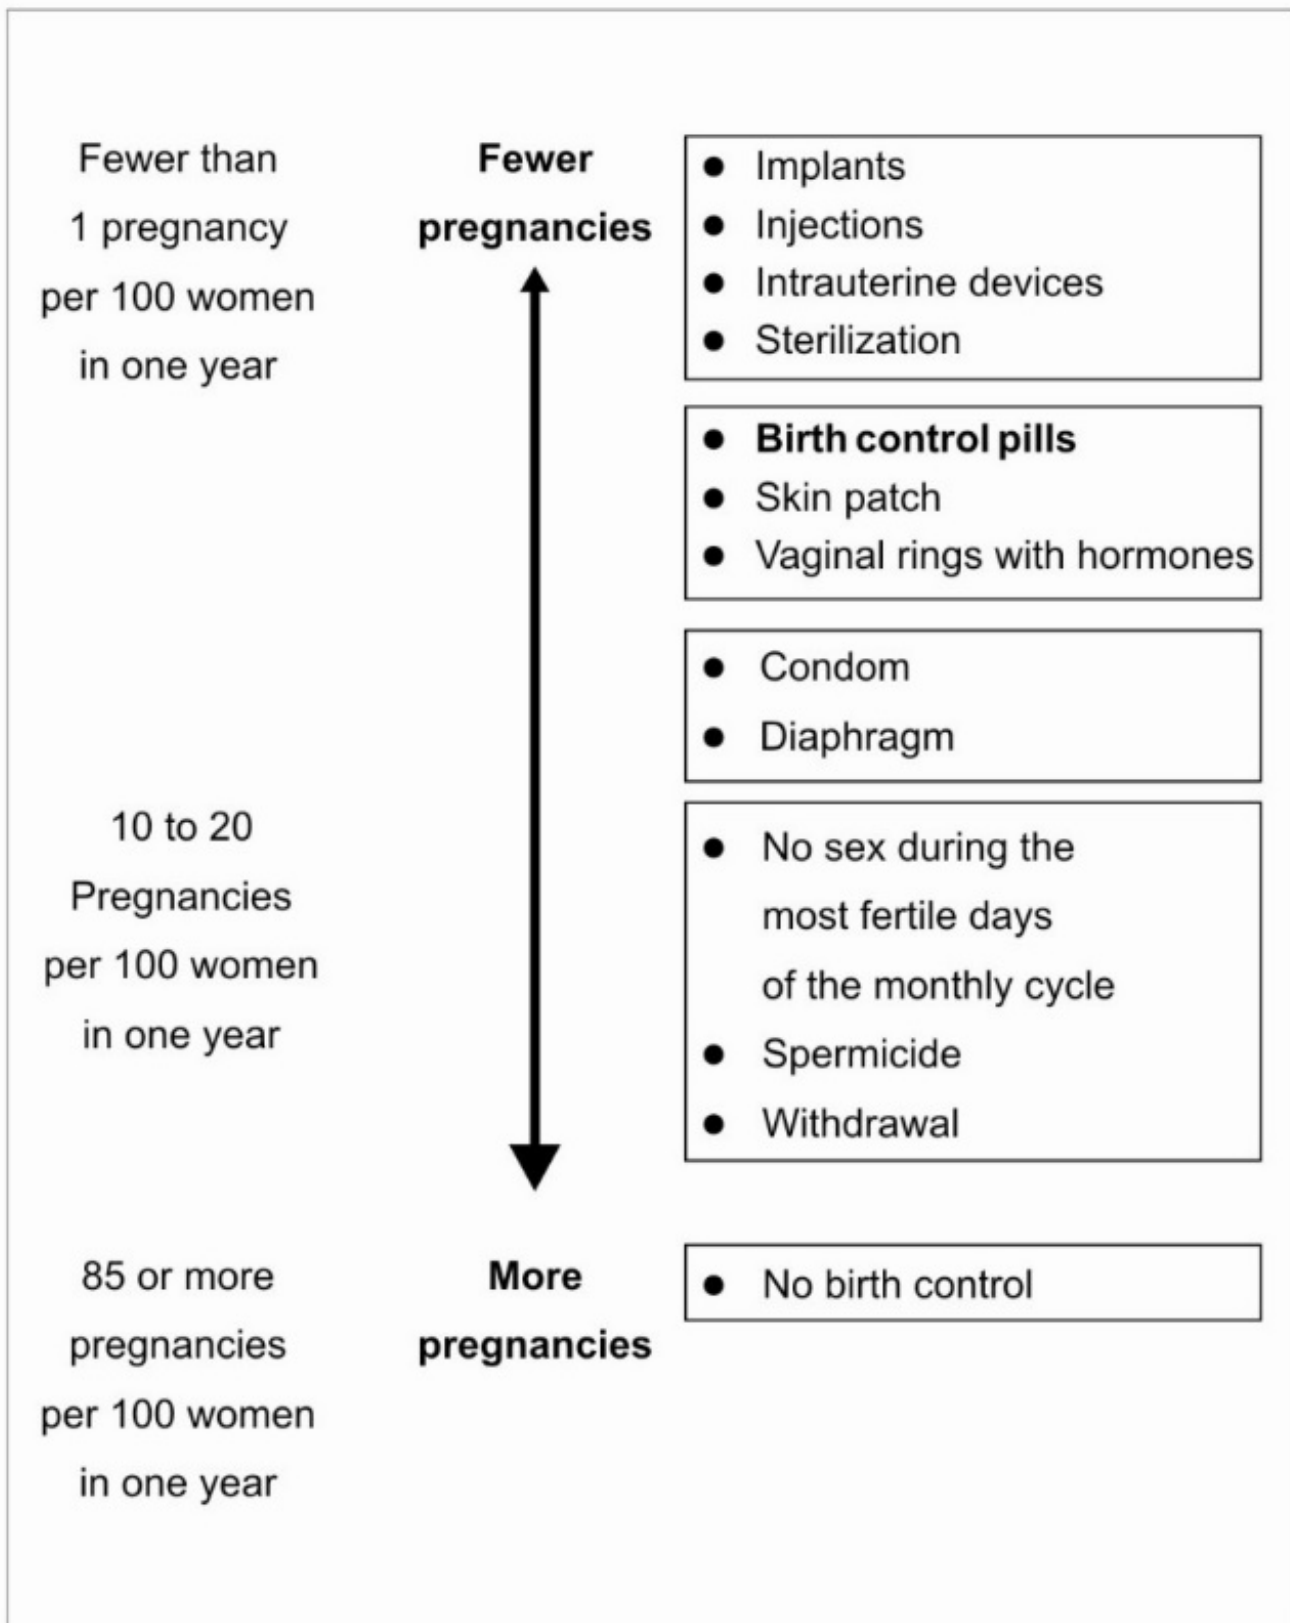 Fewer than
1 pregnancy
per 100 women
in one year
Fewer
pregnancies
● Implants
● Injections
● Intrauterine devices
● Sterilization
● Birth control pills
● Skin patch
● Vaginal rings with hormones
● Condom
● Diaphragm
10 to 20
Pregnancies
per 100 women
in one year
● No sex during the
most fertile days
of the monthly cycle
● Spermicide
● Withdrawal
85 or more
pregnancies
per 100 women
in one year
More
pregnancies
● No birth control